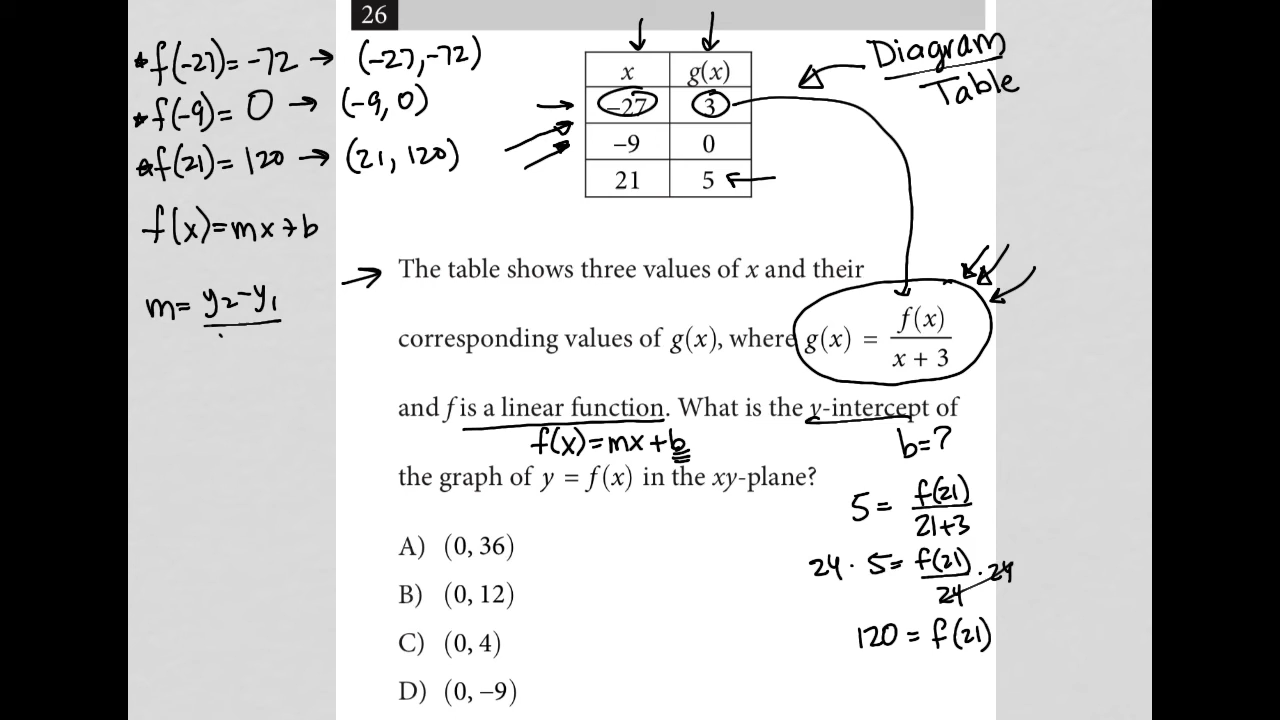 26
*f(-27) = -72 → (-27, -72)
*f(-9) = 0 → (-9, 0)
*f(21) = 120 → (21, 120)
f(x) = mx + b
m = y₂ - y₁
Diagram
Table
x g(x)
-27 3
-9 0
21 5
The table shows three values of x and their
corresponding values of g(x), where g(x) = f(x)/(x + 3)
and f is a linear function. What is the y-intercept of
f(x) = mx + b
b = ?
the graph of y = f(x) in the xy-plane?
A) (0, 36)
B) (0, 12)
C) (0, 4)
D) (0, -9)
5 = f(21)/(21+3)
24 · 5 = f(21)/24 · 24
120 = f(21)